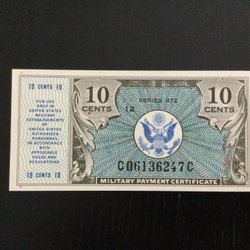 10 CENTS 10
FOR USE
ONLY IN
UNITED STATES
MILITARY
ESTABLISHMENTS
BY
UNITED STATES
AUTHORIZED
PERSONNEL
IN ACCORDANCE
WITH
APPLICABLE
RULES AND
REGULATIONS
10 CENTS 10
10
CENTS
SERIES 472
12
10
CENTS
C06136247C
MILITARY PAYMENT CERTIFICATE